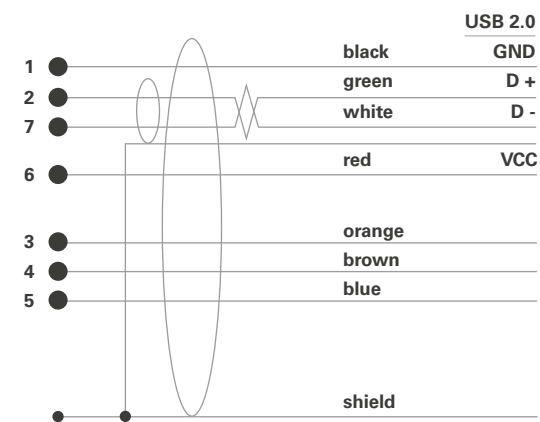 USB 2.0
1 black GND
2 green D +
7 white D -
6 red VCC
3 orange
4 brown
5 blue
shield